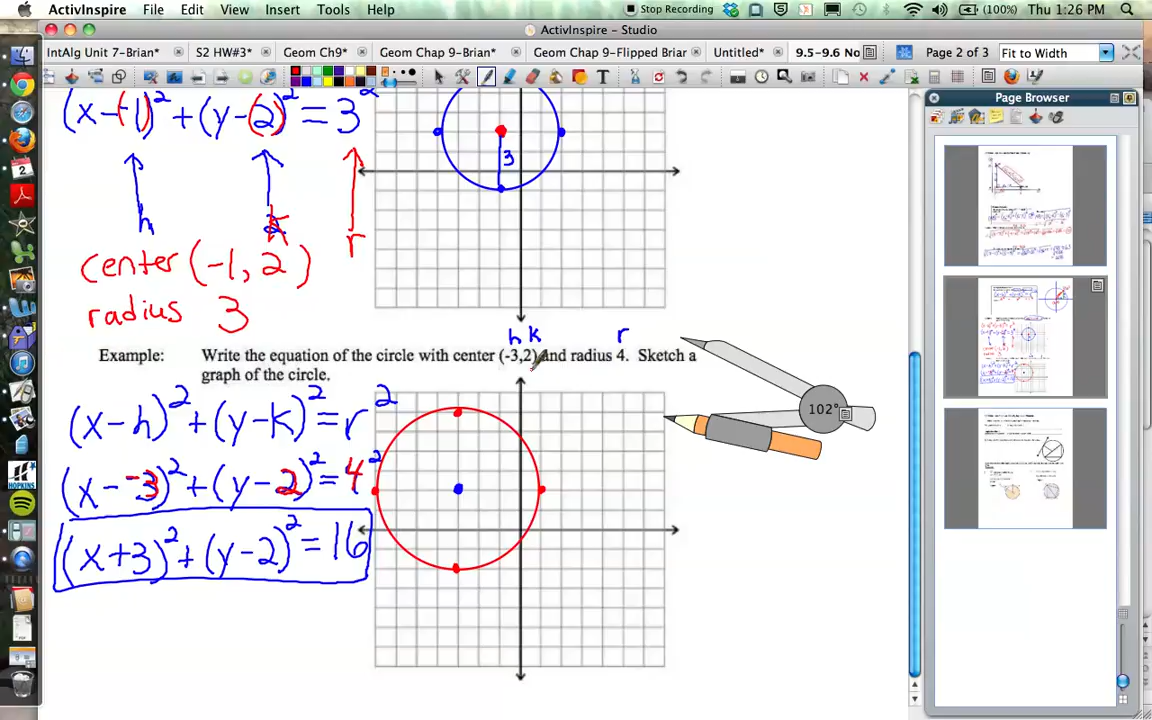 ActivInspire File Edit View Insert Tools Help Stop Recording (100%) Thu 1:26 PM
ActivInspire - Studio
IntAlg Unit 7-Brian* S2 HW#3* Geom Ch9* Geom Chap 9-Brian* Geom Chap 9-Flipped Briar Untitled* 9.5-9.6 No Page 2 of 3 Fit to Width
Page Browser
(x--1)² + (y-2)² = 3²
3
h k r
center (-1, 2)
radius 3
h k r
Example: Write the equation of the circle with center (-3,2) and radius 4. Sketch a
graph of the circle.
(x-h)² + (y-k)² = r²
(x--3)² + (y-2)² = 4²
(x+3)² + (y-2)² = 16
102°